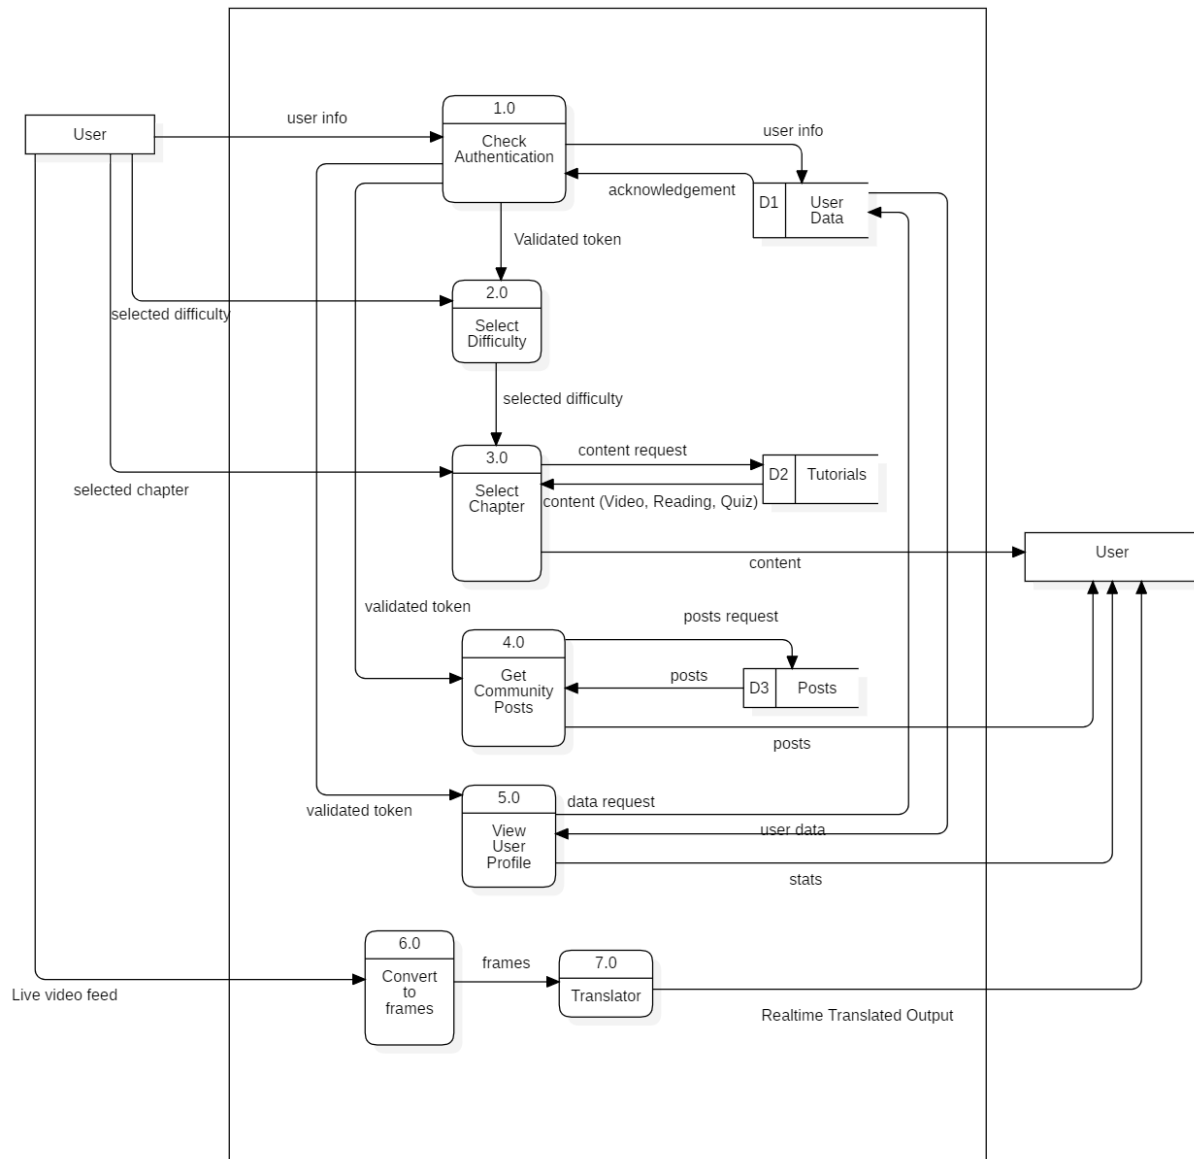 1.0
User
user info
Check
Authentication
user info
acknowledgement
D1
User
Data
Validated token
2.0
selected difficulty
Select
Difficulty
selected difficulty
3.0
content request
selected chapter
Select
Chapter
D2
Tutorials
content (Video, Reading, Quiz)
content
User
validated token
posts request
4.0
Get
Community
Posts
posts
D3
Posts
posts
validated token
5.0
data request
View
User
Profile
user data
stats
6.0
Convert
to
frames
frames
7.0
Translator
Live video feed
Realtime Translated Output